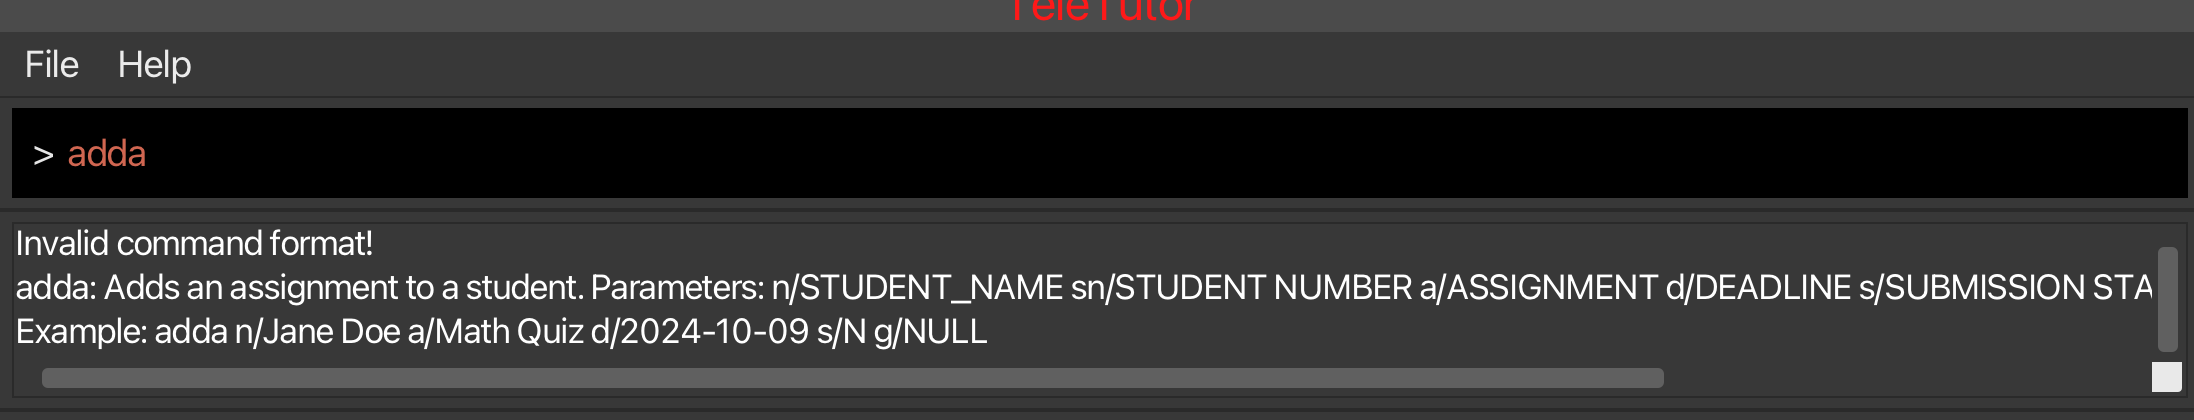 TeleTutor
File Help
> adda
Invalid command format!
adda: Adds an assignment to a student. Parameters: n/STUDENT_NAME sn/STUDENT NUMBER a/ASSIGNMENT d/DEADLINE s/SUBMISSION STA
Example: adda n/Jane Doe a/Math Quiz d/2024-10-09 s/N g/NULL